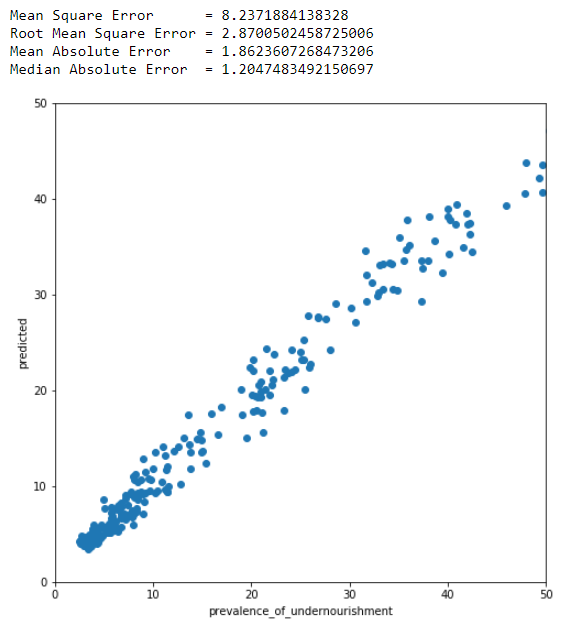 Mean Square Error = 8.2371884138328
Root Mean Square Error = 2.8700502458725006
Mean Absolute Error = 1.8623607268473206
Median Absolute Error = 1.2047483492150697
50
40
30
20
10
0
predicted
0 10 20 30 40 50
prevalence_of_undernourishment